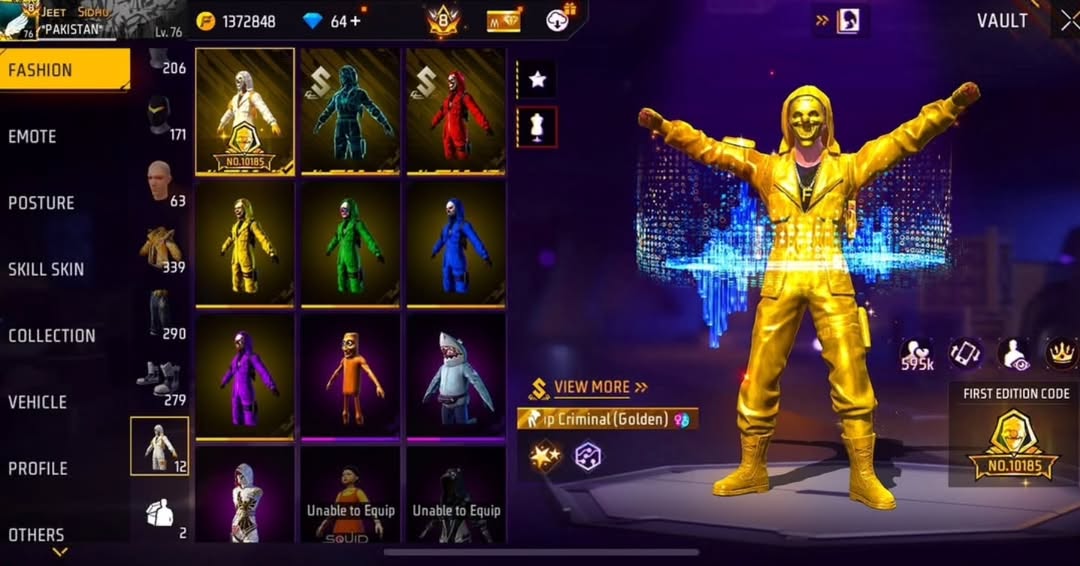 JEET SIDHU
*PAKISTAN*
76
Lv. 76
1372848
64+
VAULT
FASHION
EMOTE
POSTURE
SKILL SKIN
COLLECTION
VEHICLE
PROFILE
OTHERS
206
171
63
339
290
279
12
2
NO.10185
Unable to Equip
SQUID
Unable to Equip
VIEW MORE >>
ip Criminal (Golden)
595k
FIRST EDITION CODE
NO.10185